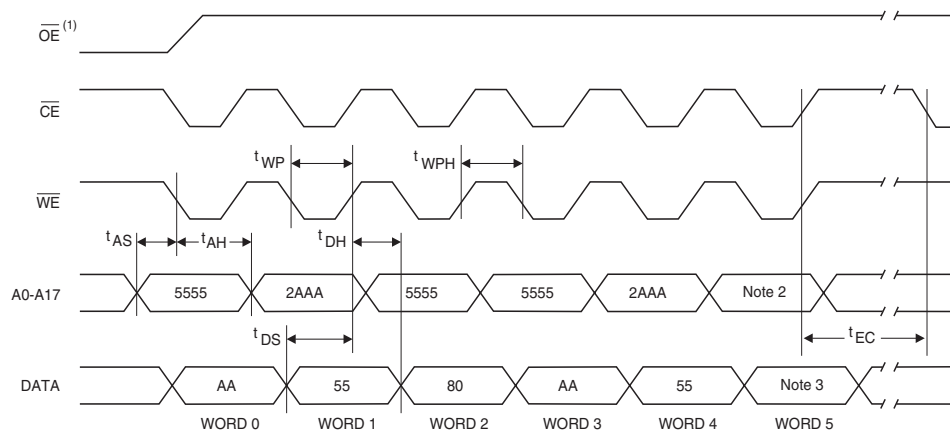 OE (1)
CE
t WP
t WPH
WE
t AS
t AH
t DH
A0-A17
5555
2AAA
5555
5555
2AAA
Note 2
t DS
t EC
DATA
AA
55
80
AA
55
Note 3
WORD 0
WORD 1
WORD 2
WORD 3
WORD 4
WORD 5